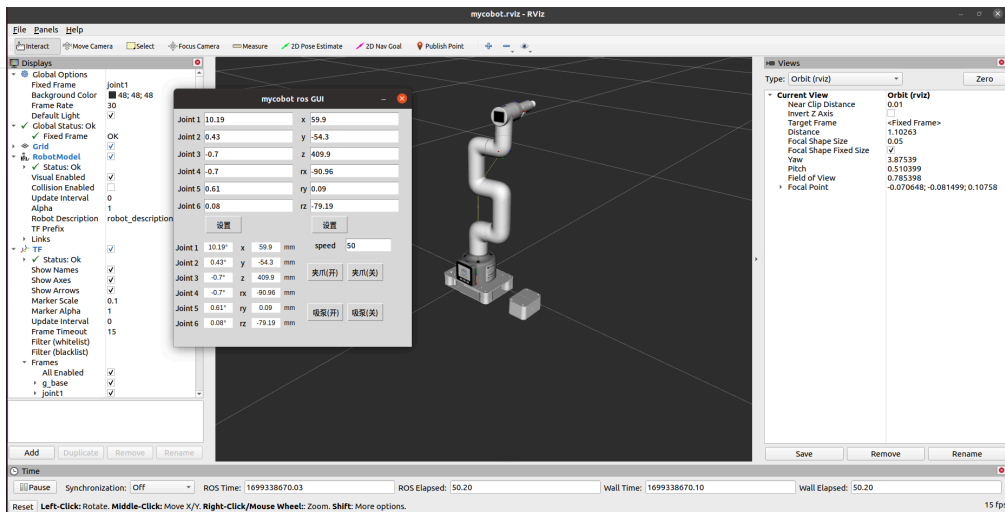 mycobot.rviz - RViz
File Panels Help
Interact Move Camera Select Focus Camera Measure 2D Pose Estimate 2D Nav Goal Publish Point
Displays
Global Options
Fixed Frame joint1
Background Color 48; 48; 48
Frame Rate 30
Default Light
Global Status: Ok
Fixed Frame OK
Grid
RobotModel
Status: Ok
Visual Enabled
Collision Enabled
Update Interval 0
Alpha 1
Robot Description robot_description
TF Prefix
Links
TF
Status: Ok
Show Names
Show Axes
Show Arrows
Marker Scale 0.1
Marker Alpha 1
Update Interval 0
Frame Timeout 15
Filter (whitelist)
Filter (blacklist)
Frames
All Enabled
g_base
joint1
Add Duplicate Remove Rename
mycobot ros GUI
Joint 1 10.19 x 59.9
Joint 2 0.43 y -54.3
Joint 3 -0.7 z 409.9
Joint 4 -0.7 rx -90.96
Joint 5 0.61 ry 0.09
Joint 6 0.08 rz -79.19
设置 设置
Joint 1 10.19° x 59.9 mm speed 50
Joint 2 0.43° y -54.3 mm
Joint 3 -0.7° z 409.9 mm 夹爪(开) 夹爪(关)
Joint 4 -0.7° rx -90.96 mm
Joint 5 0.61° ry 0.09 mm 吸泵(开) 吸泵(关)
Joint 6 0.08° rz -79.19 mm
Views
Type: Orbit (rviz) Zero
Current View Orbit (rviz)
Near Clip Distance 0.01
Invert Z Axis
Target Frame <Fixed Frame>
Distance 1.10263
Focal Shape Size 0.05
Focal Shape Fixed Size
Yaw 3.87539
Pitch 0.510399
Field of View 0.785398
Focal Point -0.070648; -0.081499; 0.10758
Save Remove Rename
Time
Pause Synchronization: Off ROS Time: 1699338670.03 ROS Elapsed: 50.20 Wall Time: 1699338670.10 Wall Elapsed: 50.20
Reset Left-Click: Rotate. Middle-Click: Move X/Y. Right-Click/Mouse Wheel:: Zoom. Shift: More options. 15 fps